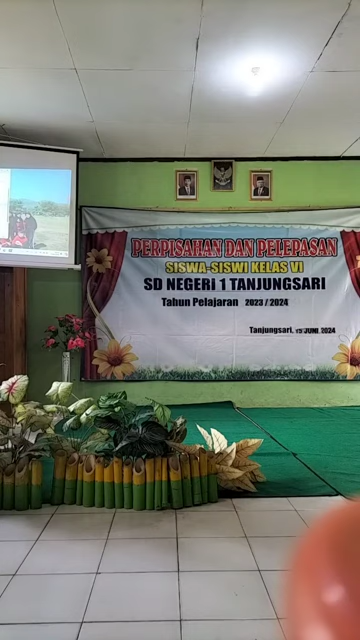 PERPISAHAN DAN PELEPASAN
SISWA-SISWI KELAS VI
SD NEGERI 1 TANJUNGSARI
Tahun Pelajaran 2023/2024
Tanjungsari, 15 JUNI 2024